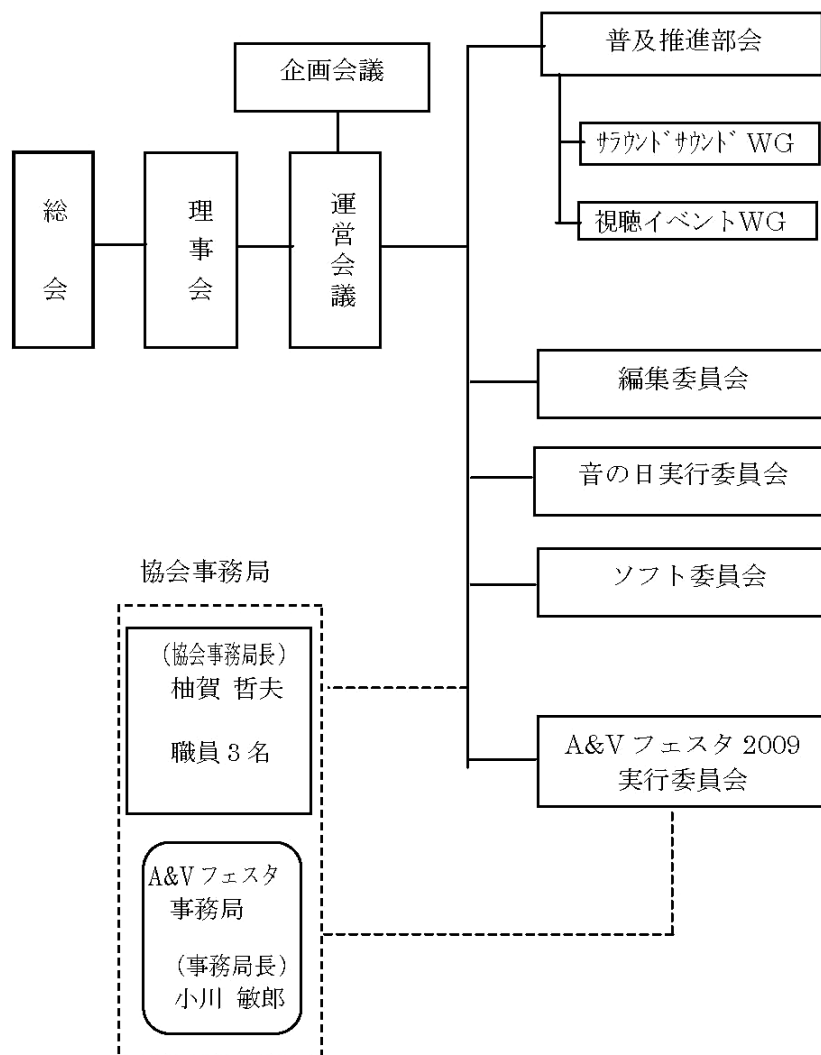 普及推進部会
企画会議
ｻﾗｳﾝﾄﾞｻｳﾝﾄﾞ WG
総会
理事会
運営会議
視聴イベントWG
編集委員会
音の日実行委員会
協会事務局
ソフト委員会
(協会事務局長)
柚賀 哲夫
職員 3 名
A&V フェスタ 2009
実行委員会
A&V フェスタ
事務局
(事務局長)
小川 敏郎